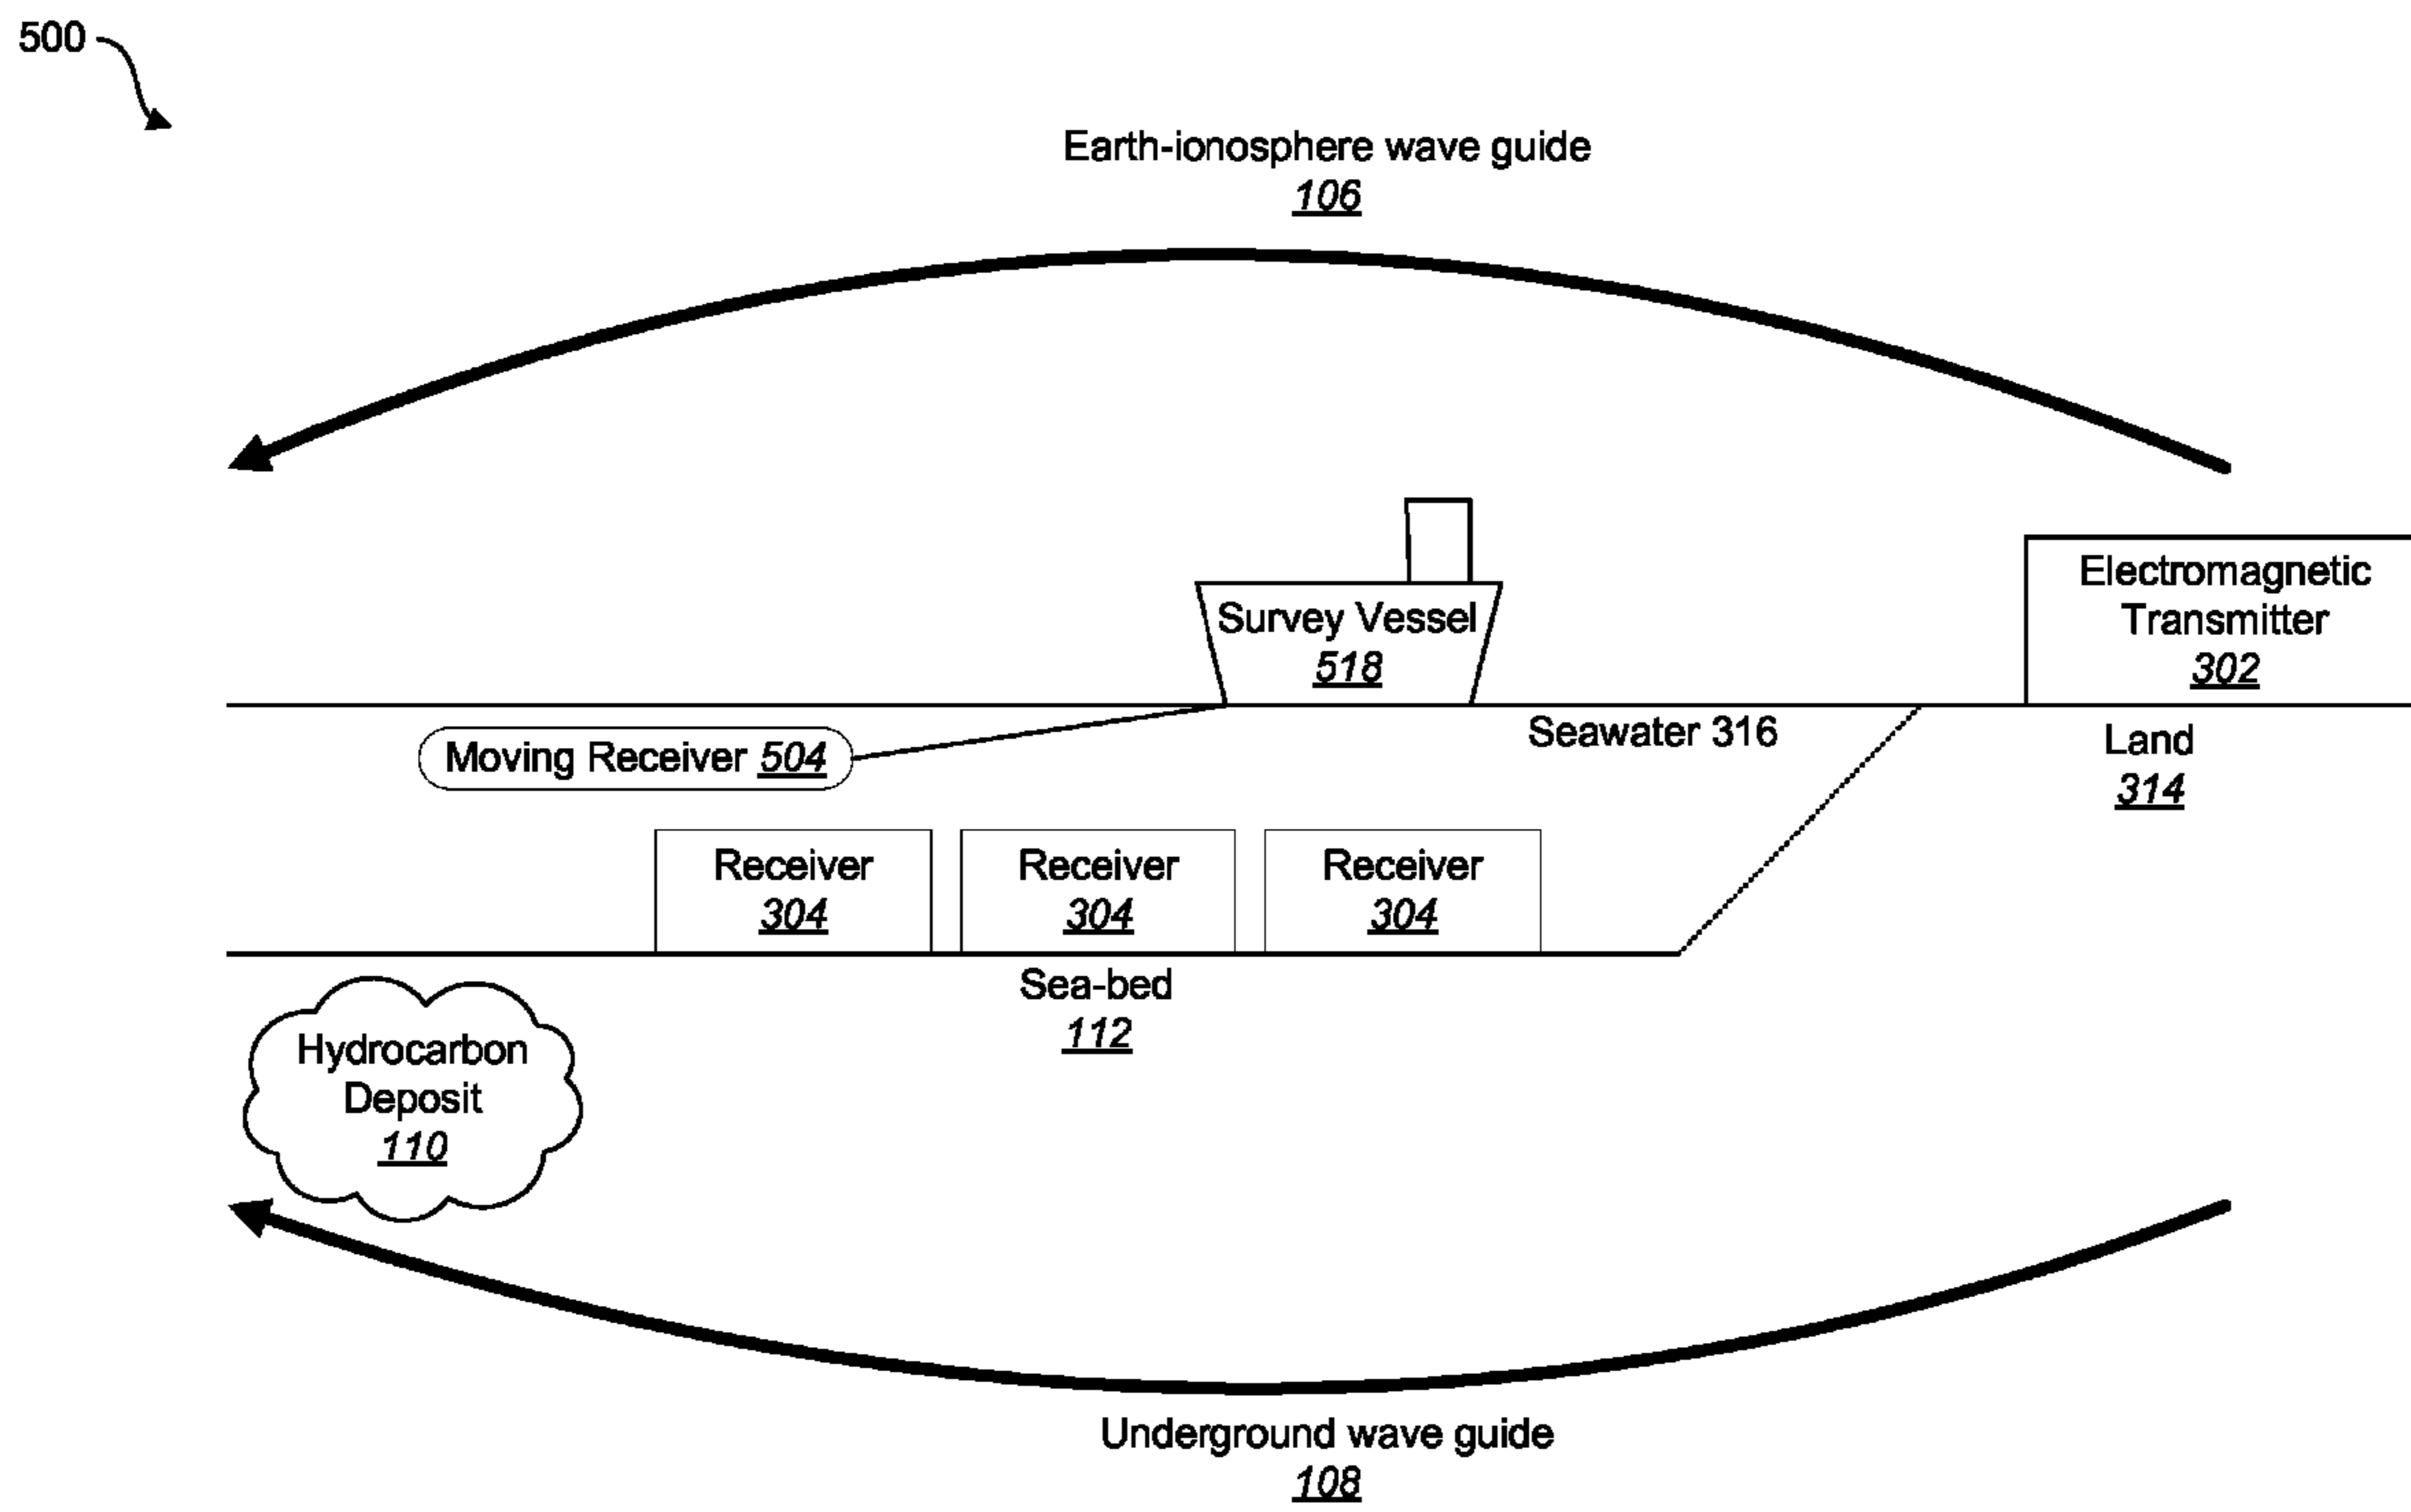 500
Earth-ionosphere wave guide
106
Electromagnetic
Transmitter
302
Survey Vessel
518
Seawater 316
Land
314
Moving Receiver 504
Receiver
304
Receiver
304
Receiver
304
Sea-bed
112
Hydrocarbon
Deposit
110
Underground wave guide
108